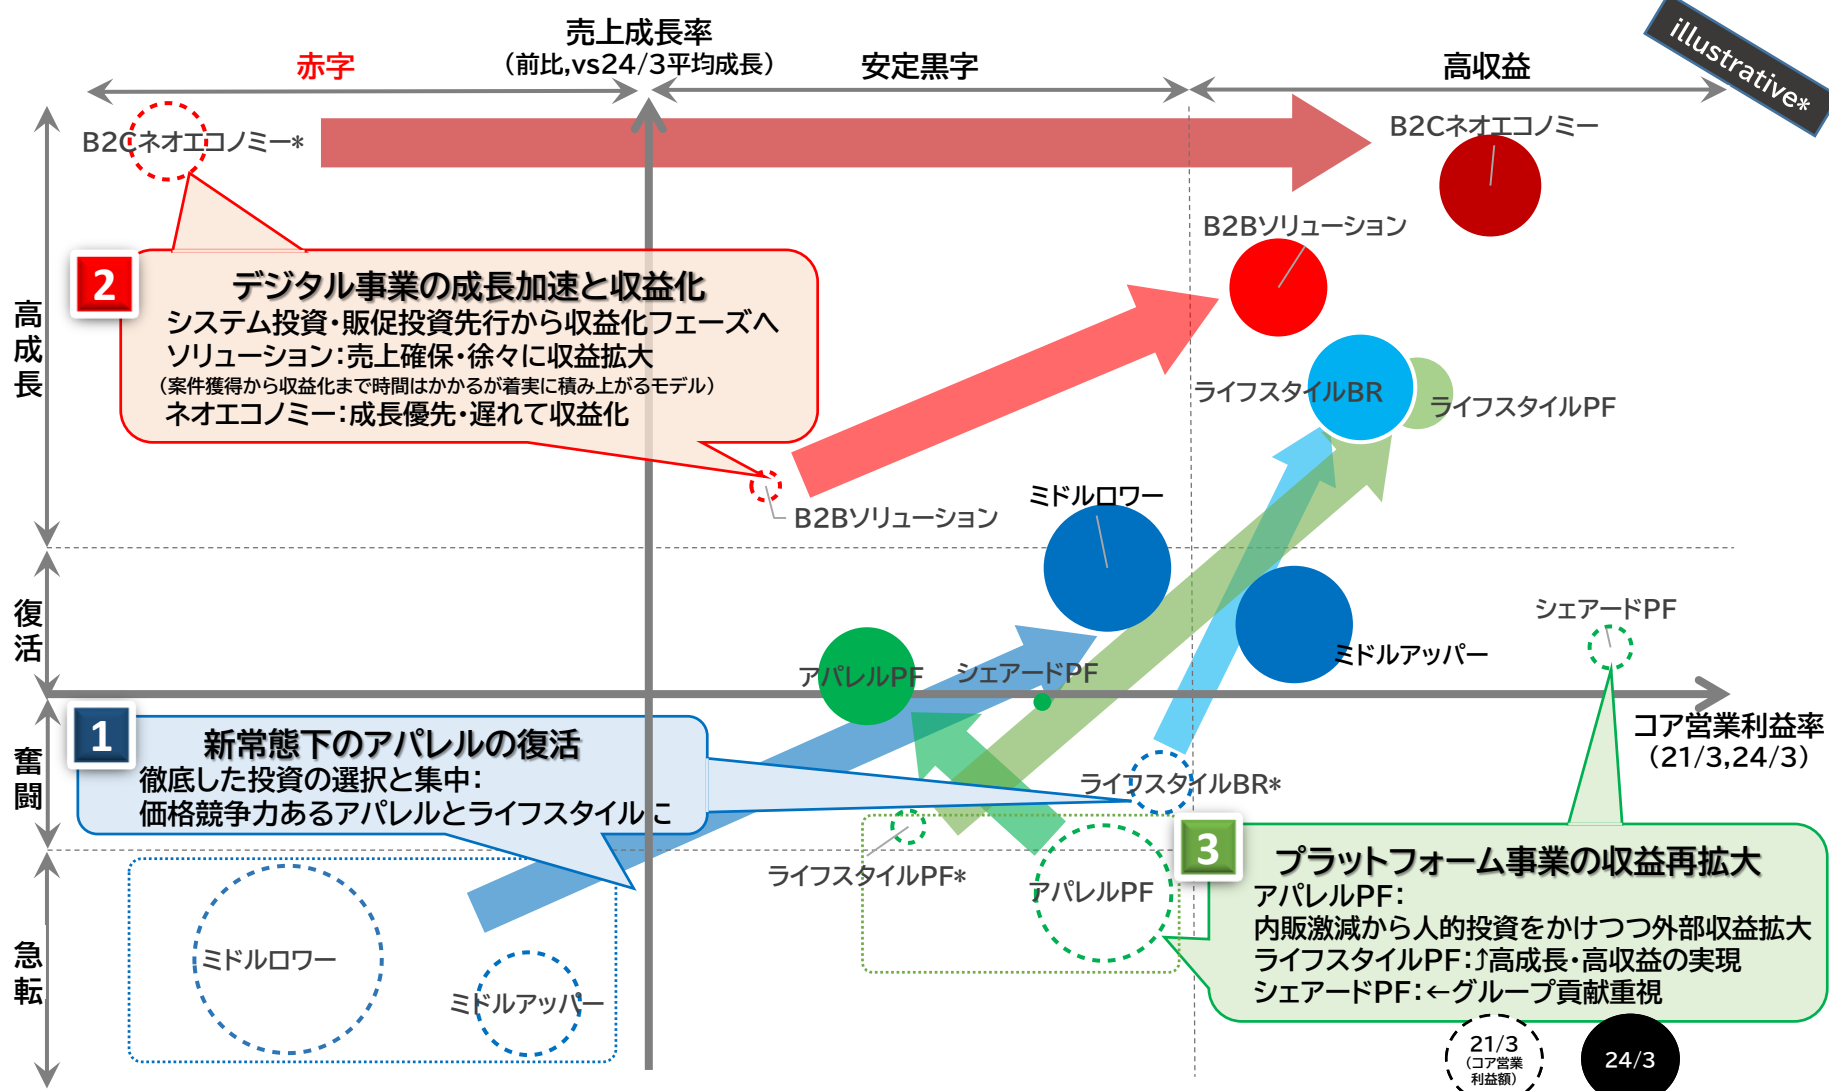 売上成長率
(前比,vs24/3平均成長)
赤字
安定黒字
高収益
illustrative*
B2Cネオエコノミー*
B2Cネオエコノミー
B2Bソリューション
2
デジタル事業の成長加速と収益化
システム投資・販促投資先行から収益化フェーズへ
ソリューション：売上確保・徐々に収益拡大
（案件獲得から収益化まで時間はかかるが着実に積み上がるモデル）
ネオエコノミー：成長優先・遅れて収益化
高成長
ライフスタイルBR
ライフスタイルPF
ミドルロワー
B2Bソリューション
復活
シェアードPF
ミドルアッパー
アパレルPF
シェアードPF
コア営業利益率
(21/3,24/3)
1
新常態下のアパレルの復活
徹底した投資の選択と集中：
価格競争力あるアパレルとライフスタイルに
奮闘
ライフスタイルBR*
ライフスタイルPF*
アパレルPF
3
プラットフォーム事業の収益再拡大
アパレルPF：
内販激減から人的投資をかけつつ外部収益拡大
ライフスタイルPF：⤴高成長・高収益の実現
シェアードPF：←グループ貢献重視
急転
ミドルロワー
ミドルアッパー
21/3
(コア営業
利益額)
24/3